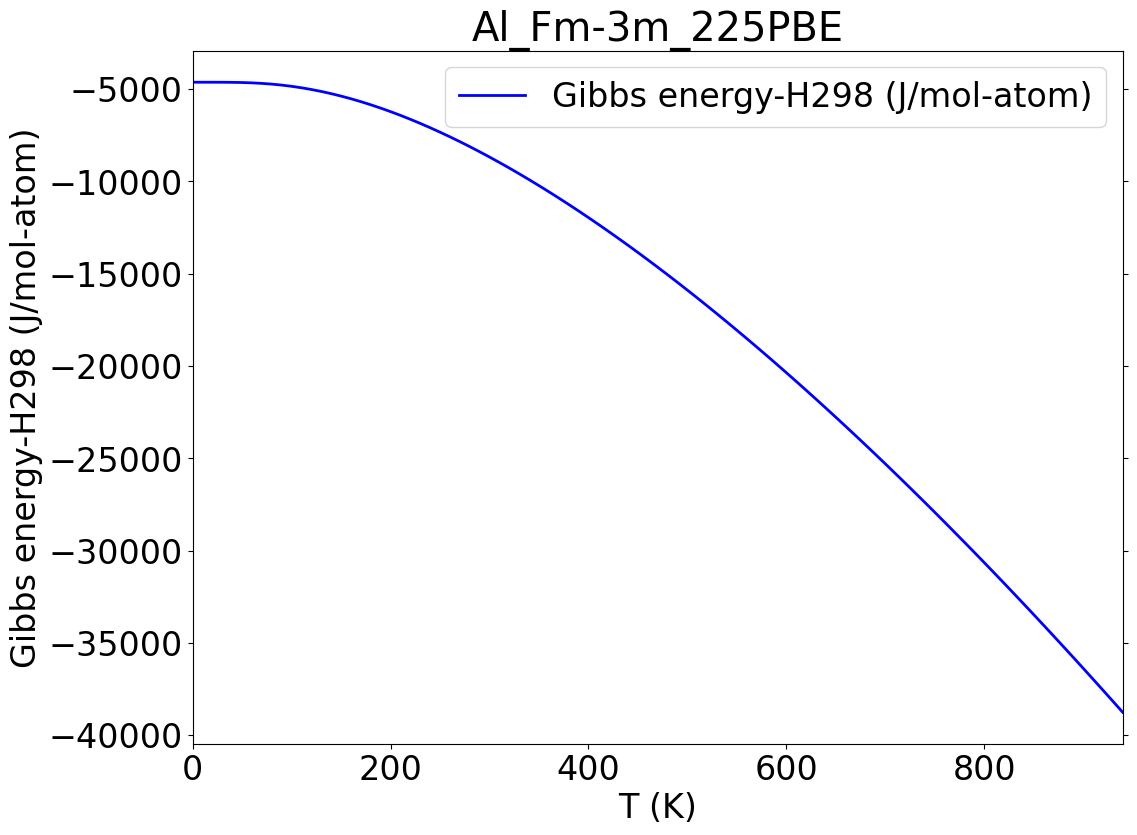 Al_Fm-3m_225PBE
Gibbs energy-H298 (J/mol-atom)
Gibbs energy-H298 (J/mol-atom)
−5000
−10000
−15000
−20000
−25000
−30000
−35000
−40000
0 200 400 600 800
T (K)